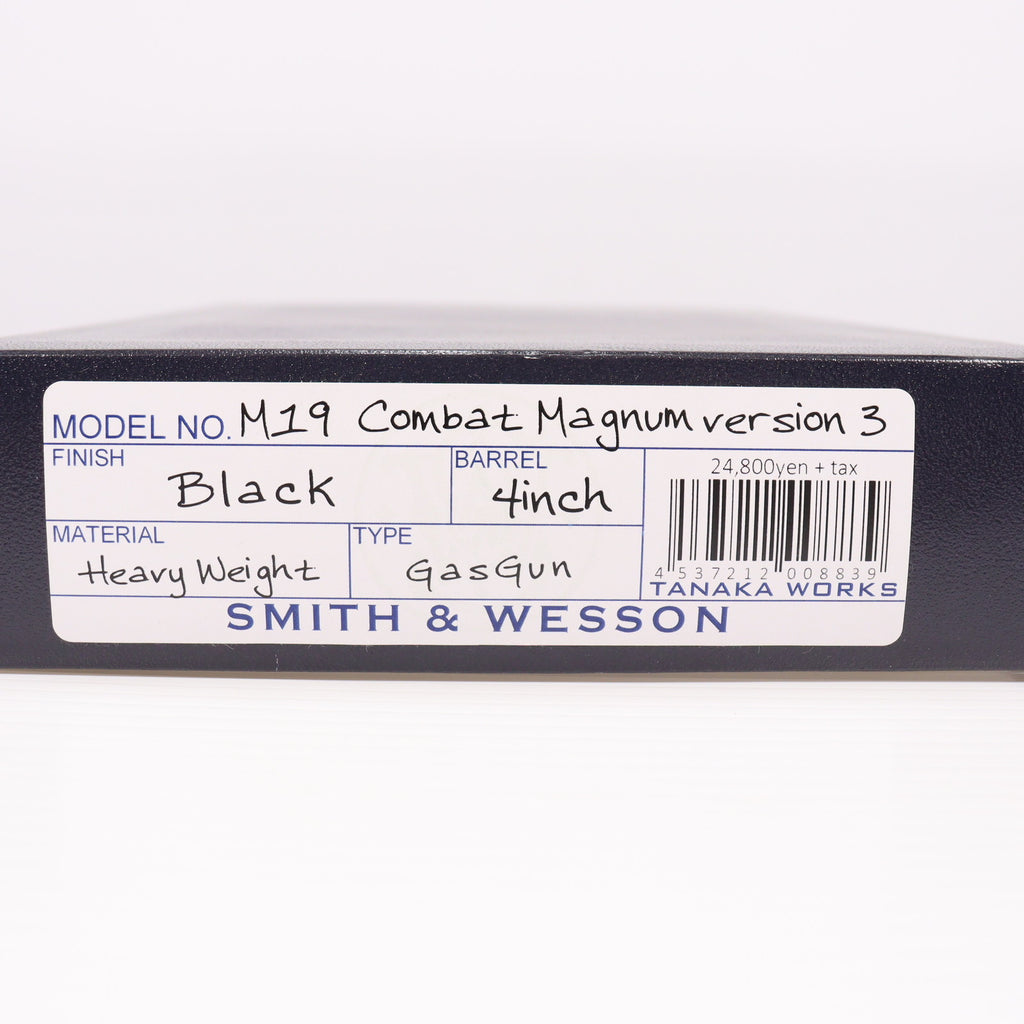 MODEL NO. M19 Combat Magnum version 3
FINISH
Black
BARREL
4inch
24,800yen + tax
MATERIAL
Heavy Weight
TYPE
GasGun
4 537212 008839
TANAKA WORKS
SMITH & WESSON